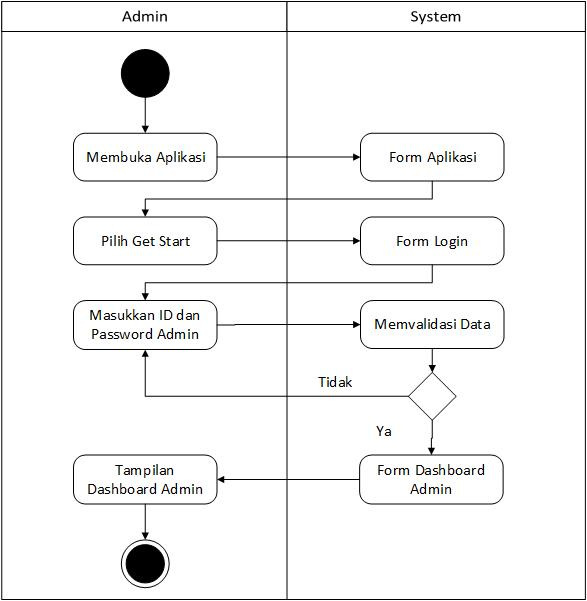 Admin
System
Membuka Aplikasi
Form Aplikasi
Pilih Get Start
Form Login
Masukkan ID dan
Password Admin
Memvalidasi Data
Tidak
Ya
Form Dashboard
Admin
Tampilan
Dashboard Admin